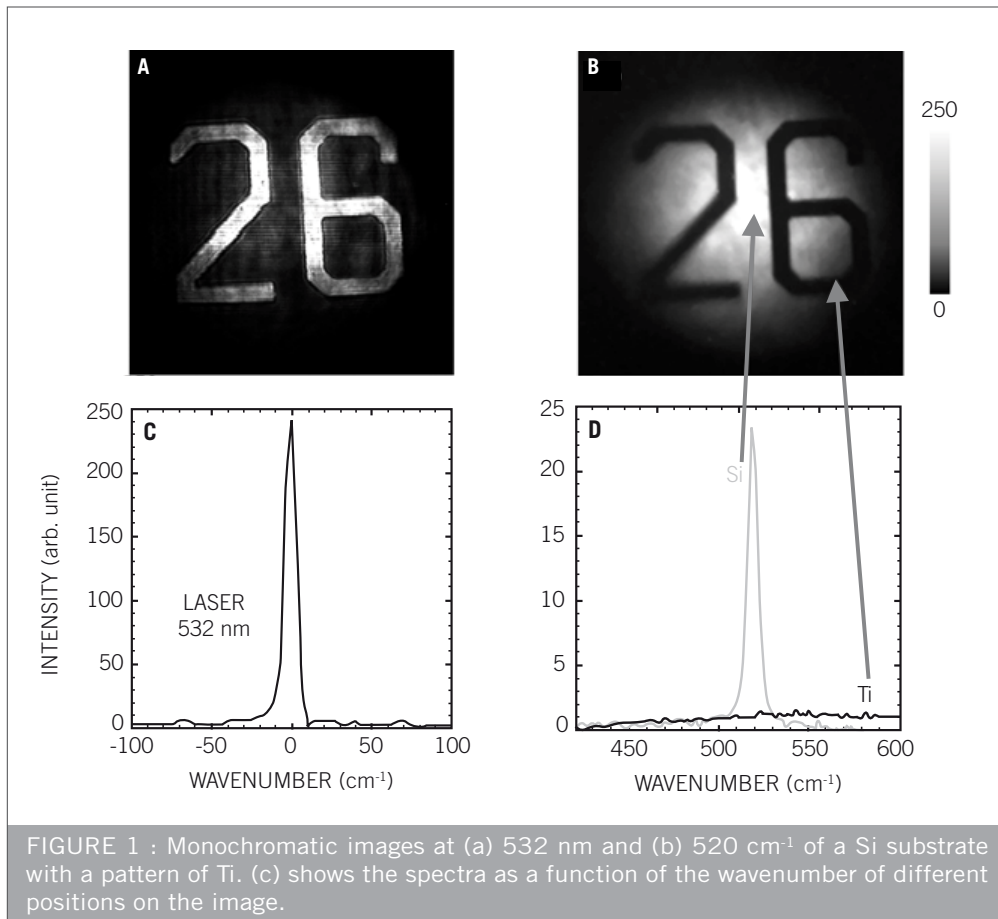 A
26
B
26
250
0
C
250
200
150
100
50
0
INTENSITY (arb. unit)
LASER
532 nm
-100
-50
0
50
100
WAVENUMBER (cm-1)
D
25
20
15
10
5
0
Si
Ti
450
500
550
600
WAVENUMBER (cm-1)
FIGURE 1 : Monochromatic images at (a) 532 nm and (b) 520 cm-1 of a Si substrate
with a pattern of Ti. (c) shows the spectra as a function of the wavenumber of different
positions on the image.